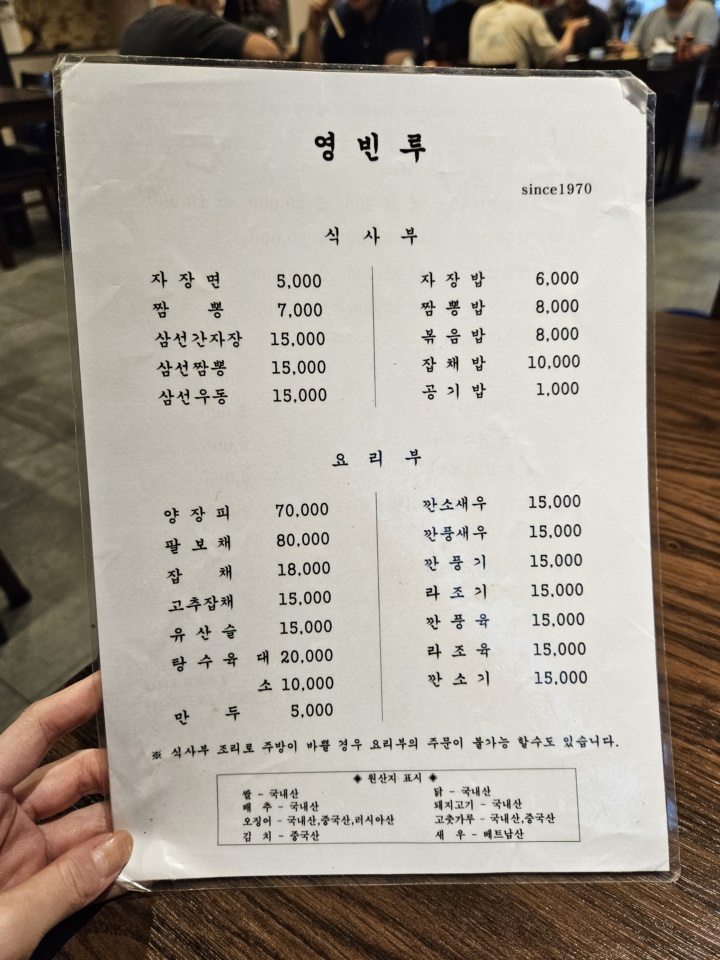 영빈루
since1970
식사부
자장면 5,000
짬뽕 7,000
삼선간자장 15,000
삼선짬뽕 15,000
삼선우동 15,000
자장밥 6,000
짬뽕밥 8,000
볶음밥 8,000
잡채밥 10,000
공기밥 1,000
요리부
양장피 70,000
팔보채 80,000
잡채 18,000
고추잡채 15,000
유산슬 15,000
탕수육 대 20,000
소 10,000
만두 5,000
깐소새우 15,000
깐풍새우 15,000
깐풍기 15,000
라조기 15,000
깐풍육 15,000
라조육 15,000
깐소기 15,000
※ 식사부 조리로 주방이 바쁠 경우 요리부의 주문이 불가능 할수도 있습니다.
◈ 원산지 표시 ◈
쌀 - 국내산
배추 - 국내산
오징어 - 국내산,중국산,러시아산
김치 - 중국산
닭 - 국내산
돼지고기 - 국내산
고춧가루 - 국내산,중국산
새우 - 베트남산